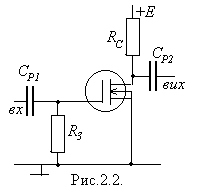 +E
R_C
C_P1
C_P2
вх
вих
R_З
Рис.2.2.